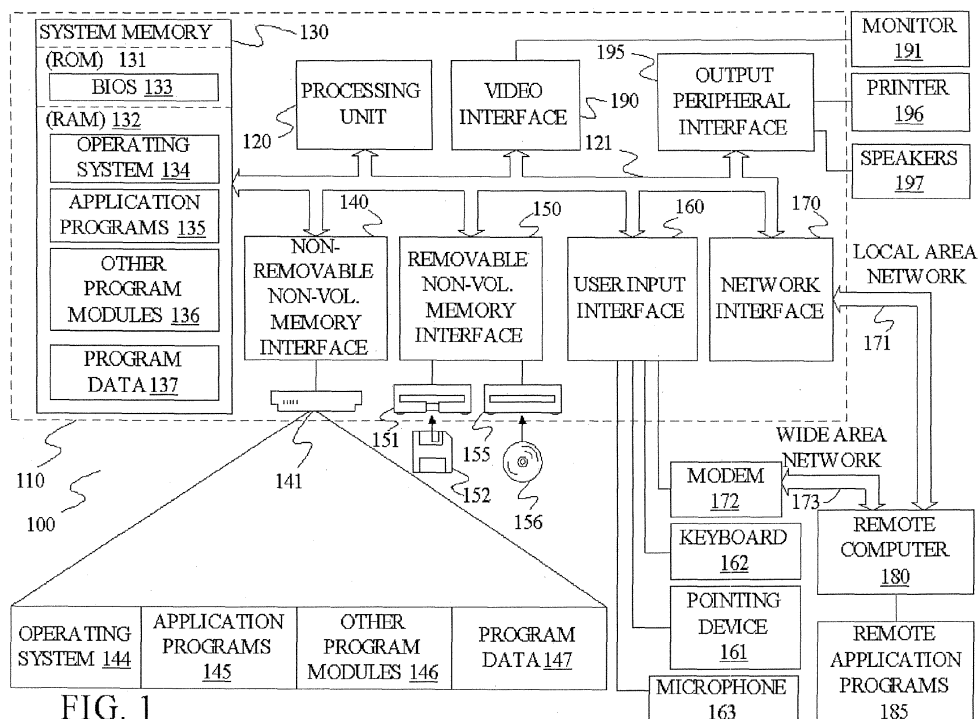 SYSTEM MEMORY
130
(ROM) 131
BIOS 133
(RAM) 132
OPERATING
SYSTEM 134
APPLICATION
PROGRAMS 135
OTHER
PROGRAM
MODULES 136
PROGRAM
DATA 137
PROCESSING
UNIT
120
VIDEO
INTERFACE
190
195
OUTPUT
PERIPHERAL
INTERFACE
121
MONITOR
191
PRINTER
196
SPEAKERS
197
140
NON-
REMOVABLE
NON-VOL.
MEMORY
INTERFACE
150
REMOVABLE
NON-VOL.
MEMORY
INTERFACE
160
USER INPUT
INTERFACE
170
NETWORK
INTERFACE
LOCAL AREA
NETWORK
171
110
100
141
151
152
155
156
WIDE AREA
NETWORK
173
MODEM
172
KEYBOARD
162
POINTING
DEVICE
161
MICROPHONE
163
REMOTE
COMPUTER
180
REMOTE
APPLICATION
PROGRAMS
185
OPERATING
SYSTEM 144
APPLICATION
PROGRAMS
145
OTHER
PROGRAM
MODULES 146
PROGRAM
DATA 147
FIG. 1